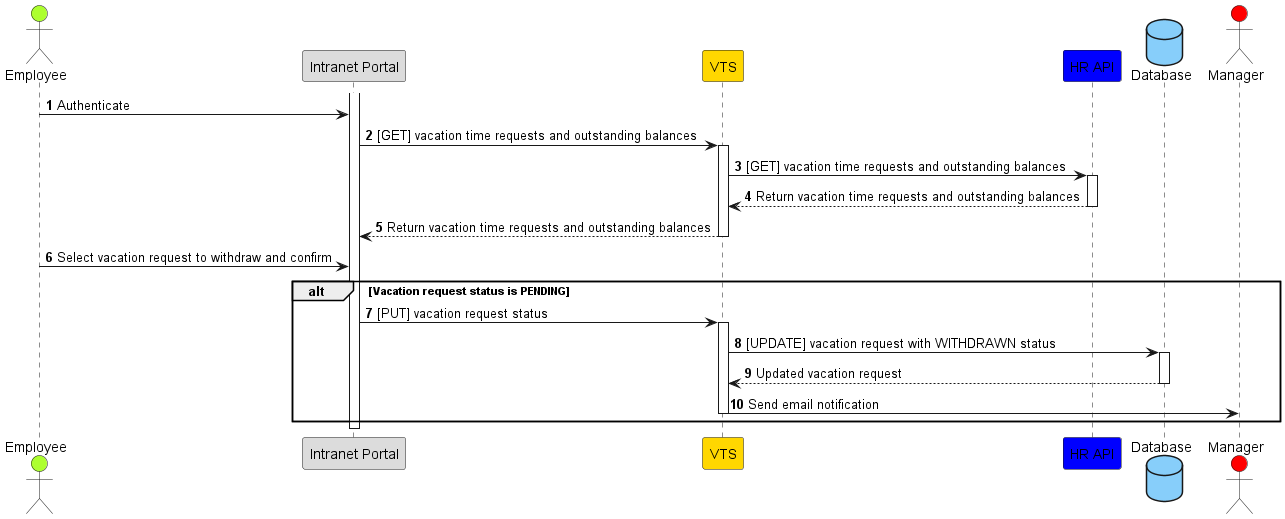 Employee
Intranet Portal
VTS
HR API
Database
Manager
1 Authenticate
2 [GET] vacation time requests and outstanding balances
3 [GET] vacation time requests and outstanding balances
4 Return vacation time requests and outstanding balances
5 Return vacation time requests and outstanding balances
6 Select vacation request to withdraw and confirm
alt [Vacation request status is PENDING]
7 [PUT] vacation request status
8 [UPDATE] vacation request with WITHDRAWN status
9 Updated vacation request
10 Send email notification
Employee
Intranet Portal
VTS
HR API
Database
Manager